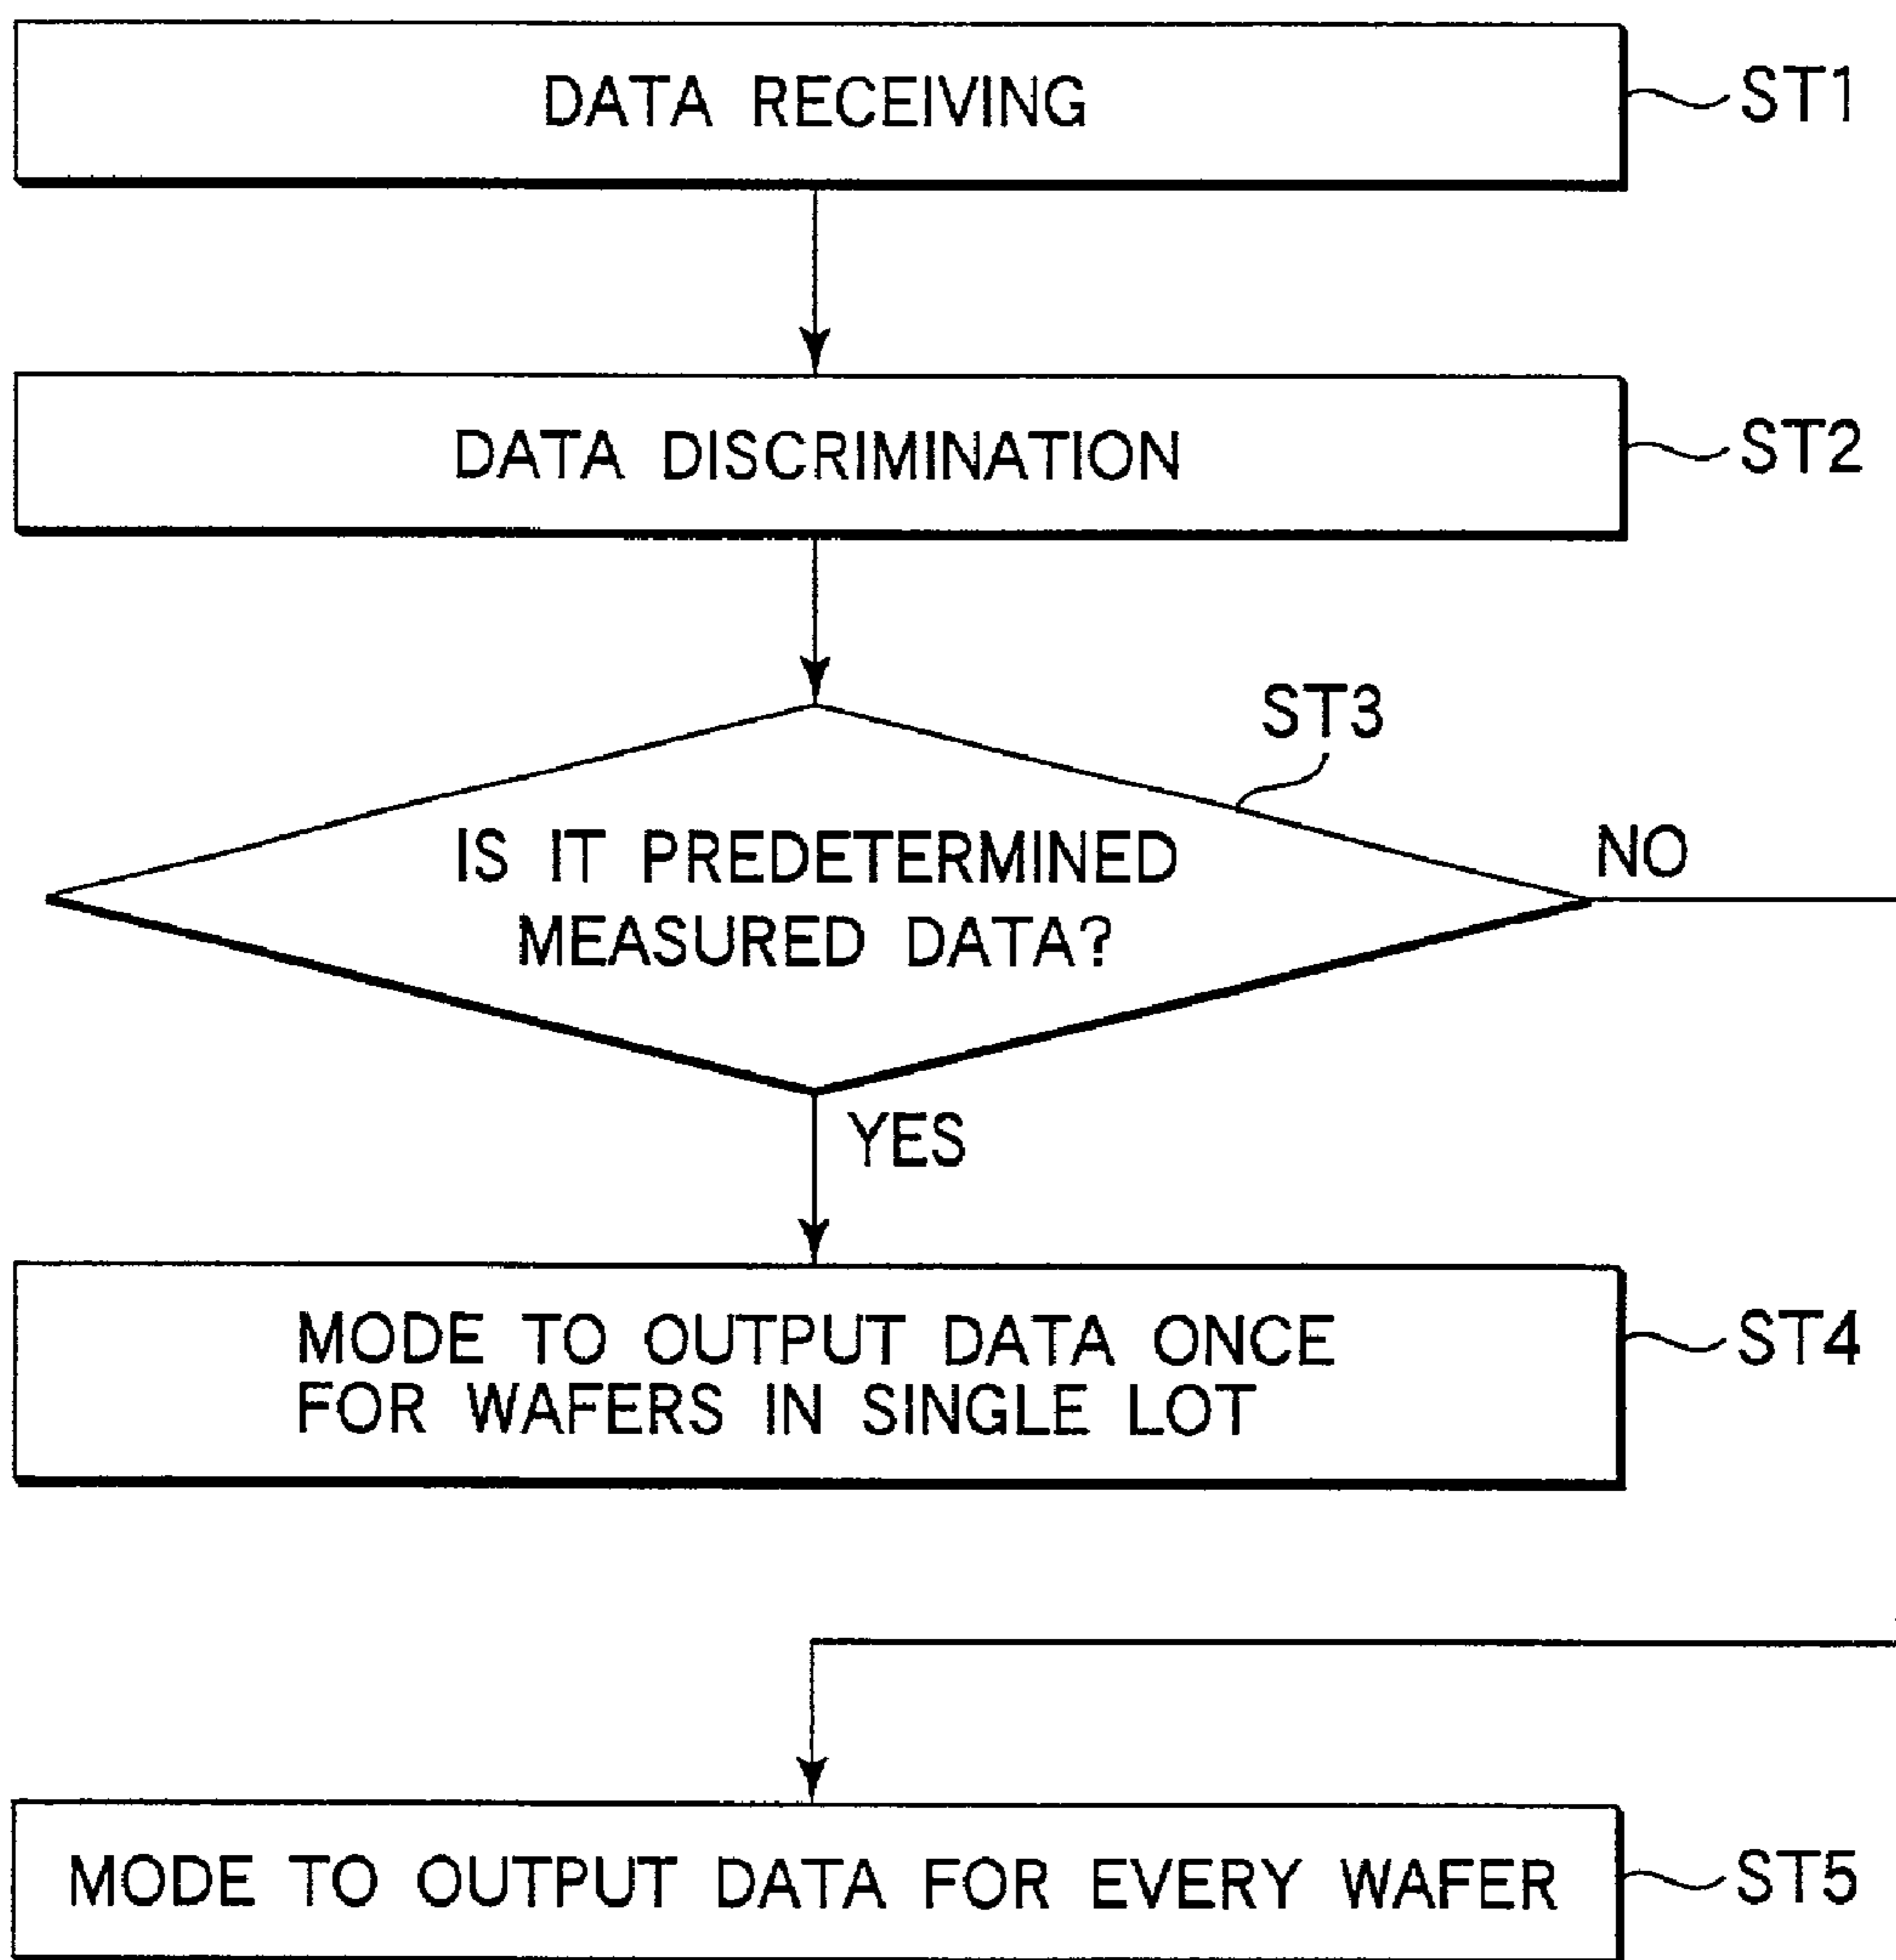 DATA RECEIVING
ST1
DATA DISCRIMINATION
ST2
ST3
IS IT PREDETERMINED
MEASURED DATA?
NO
YES
MODE TO OUTPUT DATA ONCE
FOR WAFERS IN SINGLE LOT
ST4
MODE TO OUTPUT DATA FOR EVERY WAFER
ST5